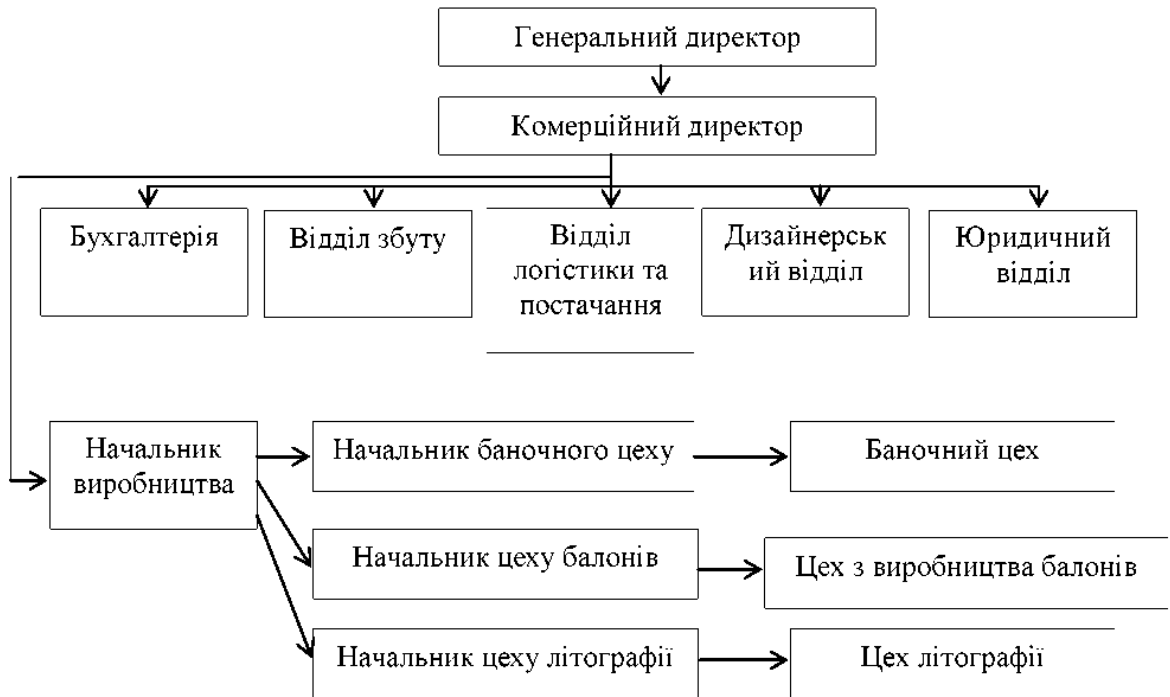 Генеральний директор
Комерційний директор
Бухгалтерія
Відділ збуту
Відділ
логістики та
постачання
Дизайнерськ
ий відділ
Юридичний
відділ
Начальник
виробництва
Начальник баночного цеху
Баночний цех
Начальник цеху балонів
Цех з виробництва балонів
Начальник цеху літографії
Цех літографії